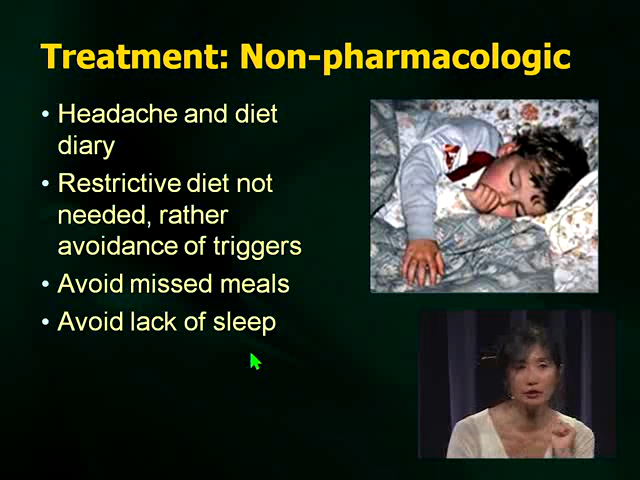 Treatment: Non-pharmacologic
• Headache and diet
diary
• Restrictive diet not
needed, rather
avoidance of triggers
• Avoid missed meals
• Avoid lack of sleep